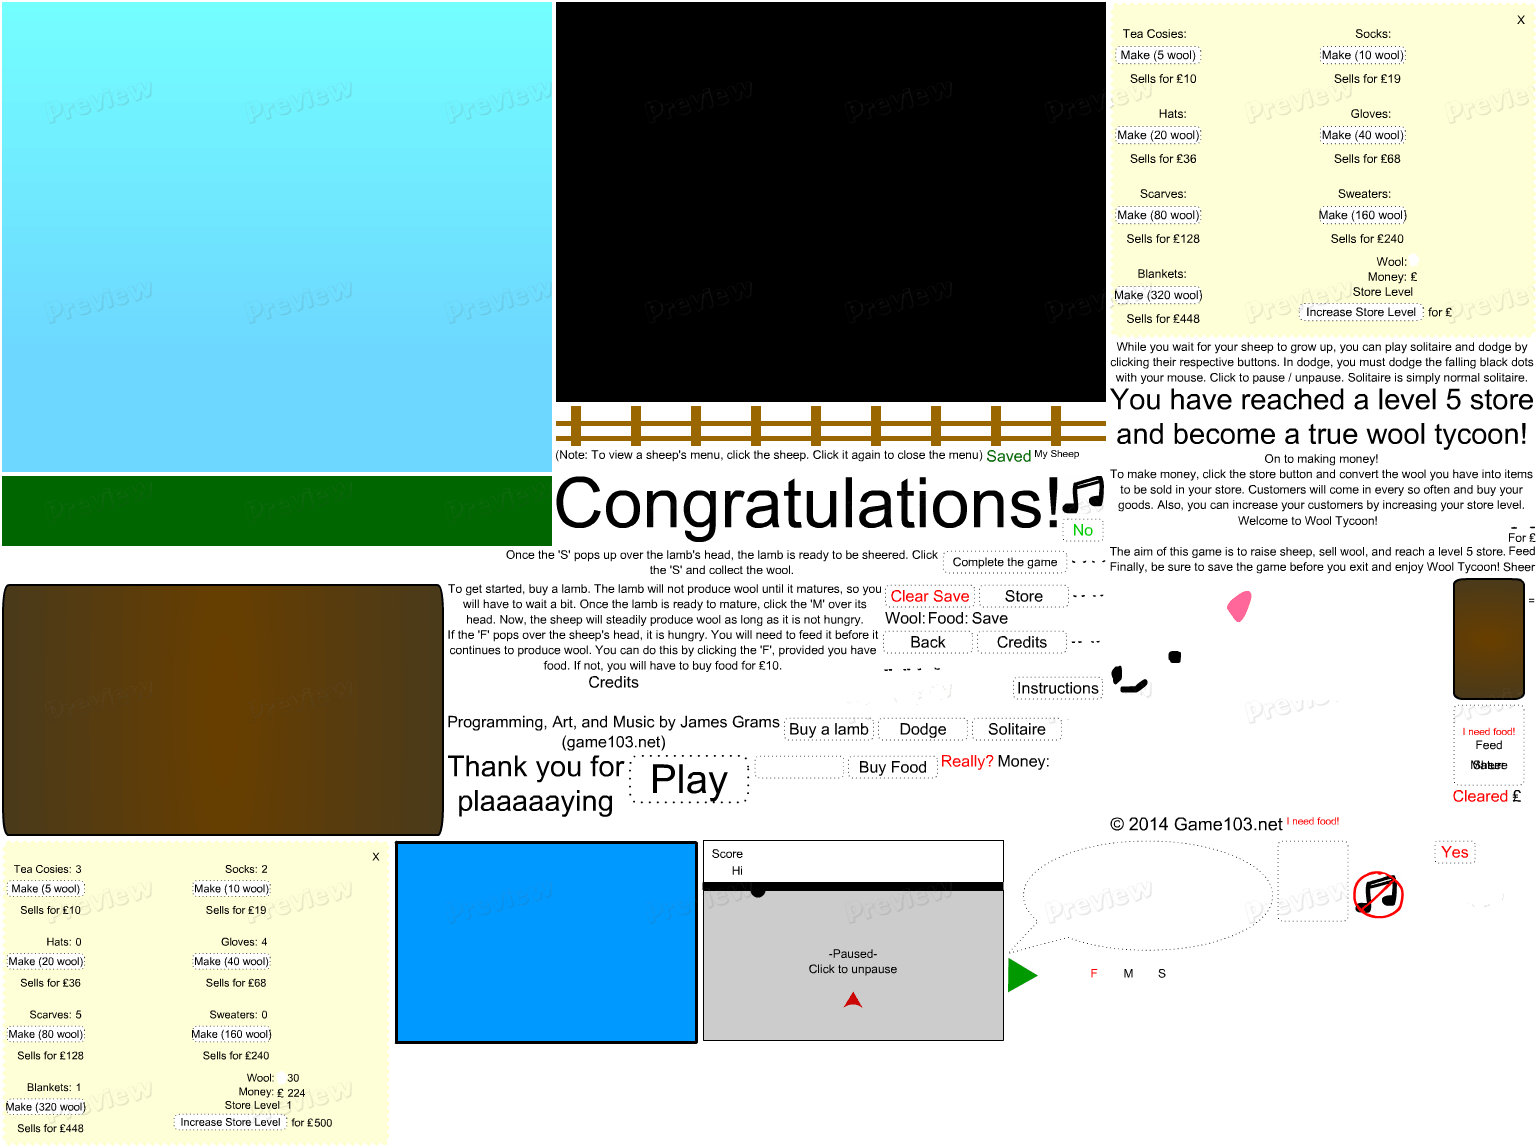 X
Tea Cosies:
Socks:
Make (5 wool)
Make (10 wool)
Sells for £10
Sells for £19
Hats:
Gloves:
Make (20 wool)
Make (40 wool)
Sells for £36
Sells for £68
Scarves:
Sweaters:
Make (80 wool)
Make (160 wool)
Sells for £128
Sells for £240
Blankets:
Wool:
Money: £
Store Level
Make (320 wool)
Increase Store Level for £
Sells for £448
While you wait for your sheep to grow up, you can play solitaire and dodge by
clicking their respective buttons. In dodge, you must dodge the falling black dots
with your mouse. Click to pause / unpause. Solitaire is simply normal solitaire.
You have reached a level 5 store
and become a true wool tycoon!
(Note: To view a sheep's menu, click the sheep. Click it again to close the menu)
Saved
My Sheep
On to making money!
To make money, click the store button and convert the wool you have into items
to be sold in your store. Customers will come in every so often and buy your
goods. Also, you can increase your customers by increasing your store level.
Welcome to Wool Tycoon!
Congratulations!
No
For £
The aim of this game is to raise sheep, sell wool, and reach a level 5 store.
Feed
Finally, be sure to save the game before you exit and enjoy Wool Tycoon!
Sheer
Once the 'S' pops up over the lamb's head, the lamb is ready to be sheered. Click
the 'S' and collect the wool.
Complete the game
To get started, buy a lamb. The lamb will not produce wool until it matures, so you
will have to wait a bit. Once the lamb is ready to mature, click the 'M' over its
head. Now, the sheep will steadily produce wool as long as it is not hungry.
Clear Save
Store
=
Wool:
Food:
Save
If the 'F' pops over the sheep's head, it is hungry. You will need to feed it before it
continues to produce wool. You can do this by clicking the 'F', provided you have
food. If not, you will have to buy food for £10.
Back
Credits
Credits
Instructions
Programming, Art, and Music by James Grams
(game103.net)
Buy a lamb
Dodge
Solitaire
I need food!
Feed
Thank you for
plaaaaaying
Play
Buy Food
Really?
Money:
Cleared
£
© 2014 Game103.net
I need food!
X
Tea Cosies: 3
Socks: 2
Make (5 wool)
Make (10 wool)
Sells for £10
Sells for £19
Hats: 0
Gloves: 4
Make (20 wool)
Make (40 wool)
Sells for £36
Sells for £68
Scarves: 5
Sweaters: 0
Make (80 wool)
Make (160 wool)
Sells for £128
Sells for £240
Blankets: 1
Wool: 30
Money: £ 224
Store Level 1
Make (320 wool)
Increase Store Level for £500
Sells for £448
Score
Hi
-Paused-
Click to unpause
Yes
F
M
S
Preview